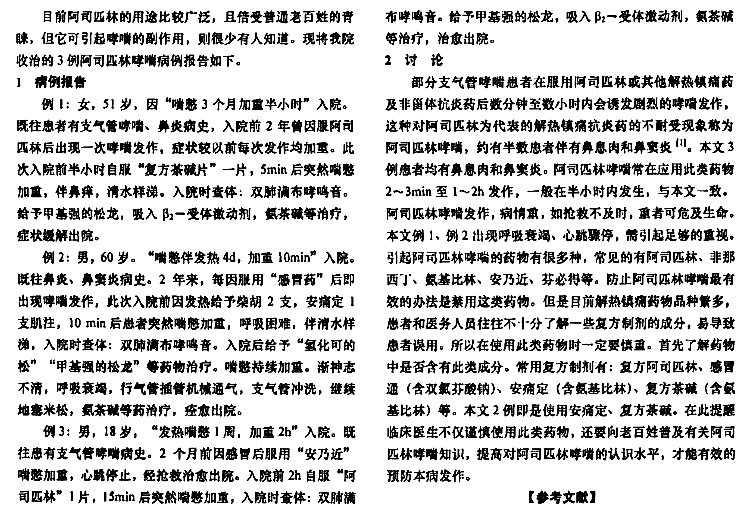 目前阿司匹林的用途比较广泛，且倍受普通老百姓的青
睐，但它可引起哮喘的副作用，则很少有人知道。现将我院
收治的3例阿司匹林哮喘病例报告如下。
1 病例报告
例1：女，51岁，因“喘憋3个月加重半小时”入院。
既往患者有支气管哮喘、鼻炎病史，入院前2年曾因服阿司
匹林后出现一次哮喘发作，症状较以前每次发作均加重。此
次入院前半小时自服“复方茶碱片”一片，5min后突然喘憋
加重，伴鼻痒，清水样涕。入院时查体：双肺满布哮鸣音。
给予甲基强的松龙，吸入β₂-受体激动剂，氨茶碱等治疗，
症状缓解出院。
例2：男，60岁。“喘憋伴发热4d，加重10min”入院。
既往鼻炎、鼻窦炎病史。2年来，每因服用“感冒药”后即
出现哮喘发作，此次入院前因发热给予柴胡2支，安痛定1
支肌注，10 min后患者突然喘憋加重，呼吸困难，伴清水样
涕，入院时查体：双肺满布哮鸣音。入院后给予“氢化可的
松”“甲基强的松龙”等药物治疗。喘憋持续加重。渐神志
不清，呼吸衰竭，行气管插管机械通气，支气管冲洗，继续
地塞米松，氨茶碱等药治疗，痊愈出院。
例3：男，18岁，“发热喘憋1周，加重2h”入院。既
往患有支气管哮喘病史。2个月前因感冒后服用“安乃近”
喘憋加重，心跳停止，经抢救治愈出院。入院前2h自服“阿
司匹林”1片，15min后突然喘憋加重，入院时查体：双肺满
布哮鸣音。给予甲基强的松龙，吸入β₂-受体激动剂，氨茶碱
等治疗，治愈出院。
2 讨 论
部分支气管哮喘患者在服用阿司匹林或其他解热镇痛药
及非甾体抗炎药后数分钟至数小时内会诱发剧烈的哮喘发作，
这种对阿司匹林为代表的解热镇痛抗炎药的不耐受现象称为
阿司匹林哮喘，约有半数患者伴有鼻息肉和鼻窦炎[1]。本文3
例患者均有鼻息肉和鼻窦炎。阿司匹林哮喘常在应用此类药物
2～3min至1～2h发作，一般在半小时内发生，与本文一致。
阿司匹林哮喘发作，病情重，如抢救不及时，重者可危及生命。
本文例1、例2出现呼吸衰竭、心跳骤停，需引起足够的重视。
引起阿司匹林哮喘的药物有很多种，常见的有阿司匹林、非那
西丁、氨基比林、安乃近、芬必得等。防止阿司匹林哮喘最有
效的办法是禁用这类药物。但是目前解热镇痛药物品种繁多，
患者和医务人员往往不十分了解一些复方制剂的成分，易导致
患者误用。所以在使用此类药物时一定要慎重。首先了解药物
中是否含有此类成分。常用复方制剂有：复方阿司匹林、感冒
通（含双氯芬酸钠）、安痛定（含氨基比林）、复方茶碱（含氨
基比林）等。本文2例即是使用安痛定、复方茶碱。在此提醒
临床医生不仅谨慎使用此类药物，还要向老百姓普及有关阿司
匹林哮喘知识，提高对阿司匹林哮喘的认识水平，才能有效的
预防本病发作。
【参考文献】